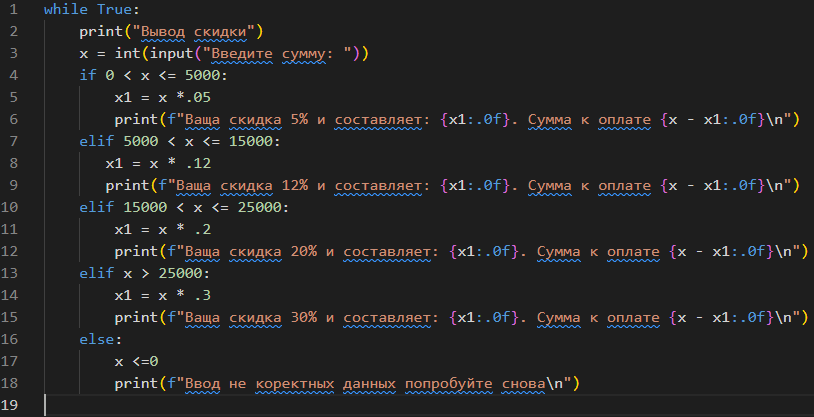 1 while True:
2 print("Вывод скидки")
3 x = int(input("Введите сумму: "))
4 if 0 < x <= 5000:
5 x1 = x *.05
6 print(f"Ваща скидка 5% и составляет: {x1:.0f}. Сумма к оплате {x - x1:.0f}\n")
7 elif 5000 < x <= 15000:
8 x1 = x * .12
9 print(f"Ваща скидка 12% и составляет: {x1:.0f}. Сумма к оплате {x - x1:.0f}\n")
10 elif 15000 < x <= 25000:
11 x1 = x * .2
12 print(f"Ваща скидка 20% и составляет: {x1:.0f}. Сумма к оплате {x - x1:.0f}\n")
13 elif x > 25000:
14 x1 = x * .3
15 print(f"Ваща скидка 30% и составляет: {x1:.0f}. Сумма к оплате {x - x1:.0f}\n")
16 else:
17 x <=0
18 print(f"Ввод не коректных данных попробуйте снова\n")
19